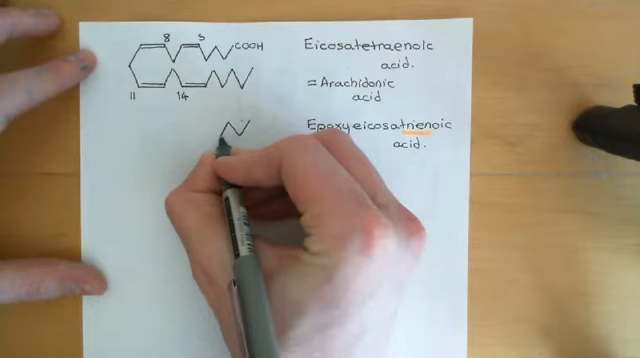 8 5
COOH
11 14
Eicosatetraenoic
acid.
= Arachidonic
acid
Epoxyeicosatrienoic
acid.